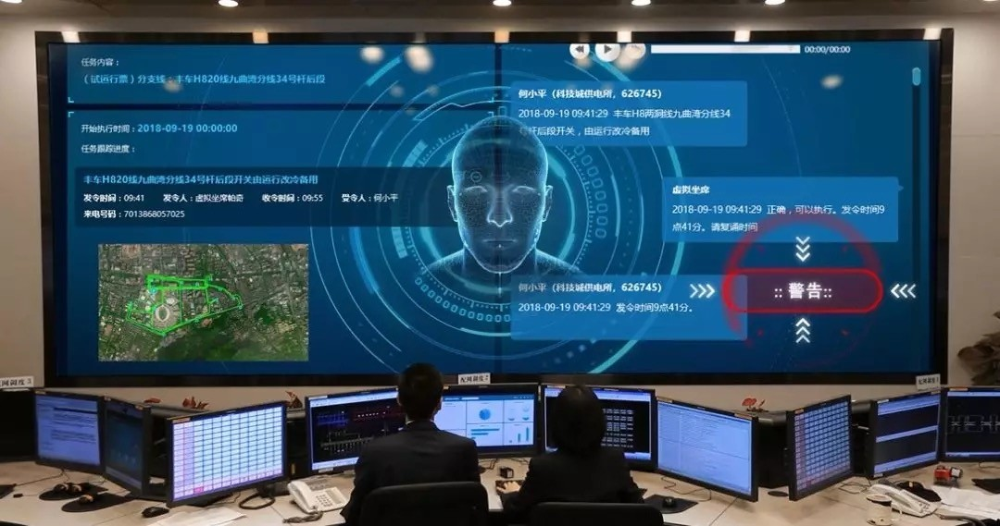 任务内容：
（试运行票）分支线：丰车H820线九曲湾分线34号杆后段
开始执行时间：2018-09-19 00:00:00
任务跟踪进度：
丰车H820线九曲湾分线34号杆后段开关由运行改冷备用
发令时间：09:41 发令人：虚拟坐席帕奇 收令时间：09:55 受令人：何小平
来电号码：7013868057025
00:00/00:00
何小平（科技城供电所，626745）
2018-09-19 09:41:29 丰车H8两洞线九曲湾分线34
号杆后段开关，由运行改冷备用
虚拟坐席
2018-09-19 09:41:29 正确，可以执行。发令时间9
点41分。请复诵时间
何小平（科技城供电所，626745）
2018-09-19 09:41:29 发令时间9点41分。
:: 警告::
网调度3
配网调度2
配网调度1